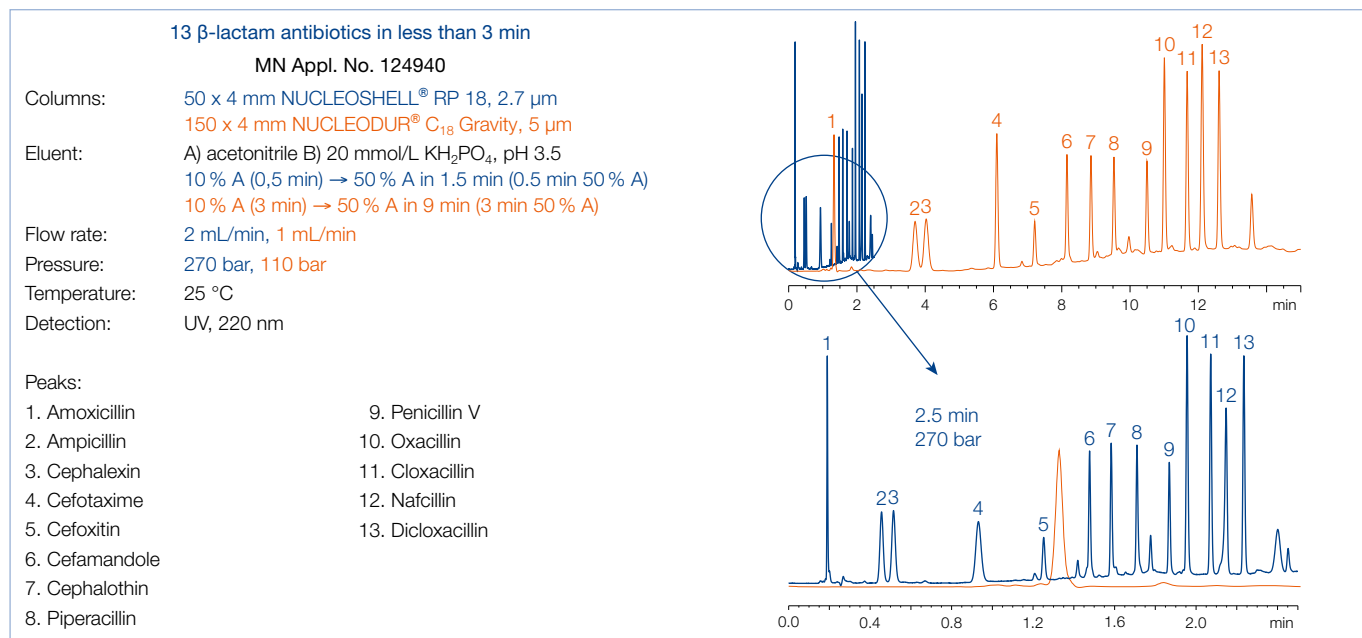 13 β-lactam antibiotics in less than 3 min
MN Appl. No. 124940
Columns: 50 x 4 mm NUCLEOSHELL® RP 18, 2.7 μm
150 x 4 mm NUCLEODUR® C18 Gravity, 5 μm
Eluent: A) acetonitrile B) 20 mmol/L KH2PO4, pH 3.5
10 % A (0,5 min) → 50 % A in 1.5 min (0.5 min 50 % A)
10 % A (3 min) → 50 % A in 9 min (3 min 50 % A)
Flow rate: 2 mL/min, 1 mL/min
Pressure: 270 bar, 110 bar
Temperature: 25 °C
Detection: UV, 220 nm
Peaks:
1. Amoxicillin
2. Ampicillin
3. Cephalexin
4. Cefotaxime
5. Cefoxitin
6. Cefamandole
7. Cephalothin
8. Piperacillin
9. Penicillin V
10. Oxacillin
11. Cloxacillin
12. Nafcillin
13. Dicloxacillin
1 23 4 5 6 7 8 9 10 11 12 13
0 2 4 6 8 10 12 min
1 23 4 5 6 7 8 9 10 11 12 13
2.5 min
270 bar
0.0 0.4 0.8 1.2 1.6 2.0 min